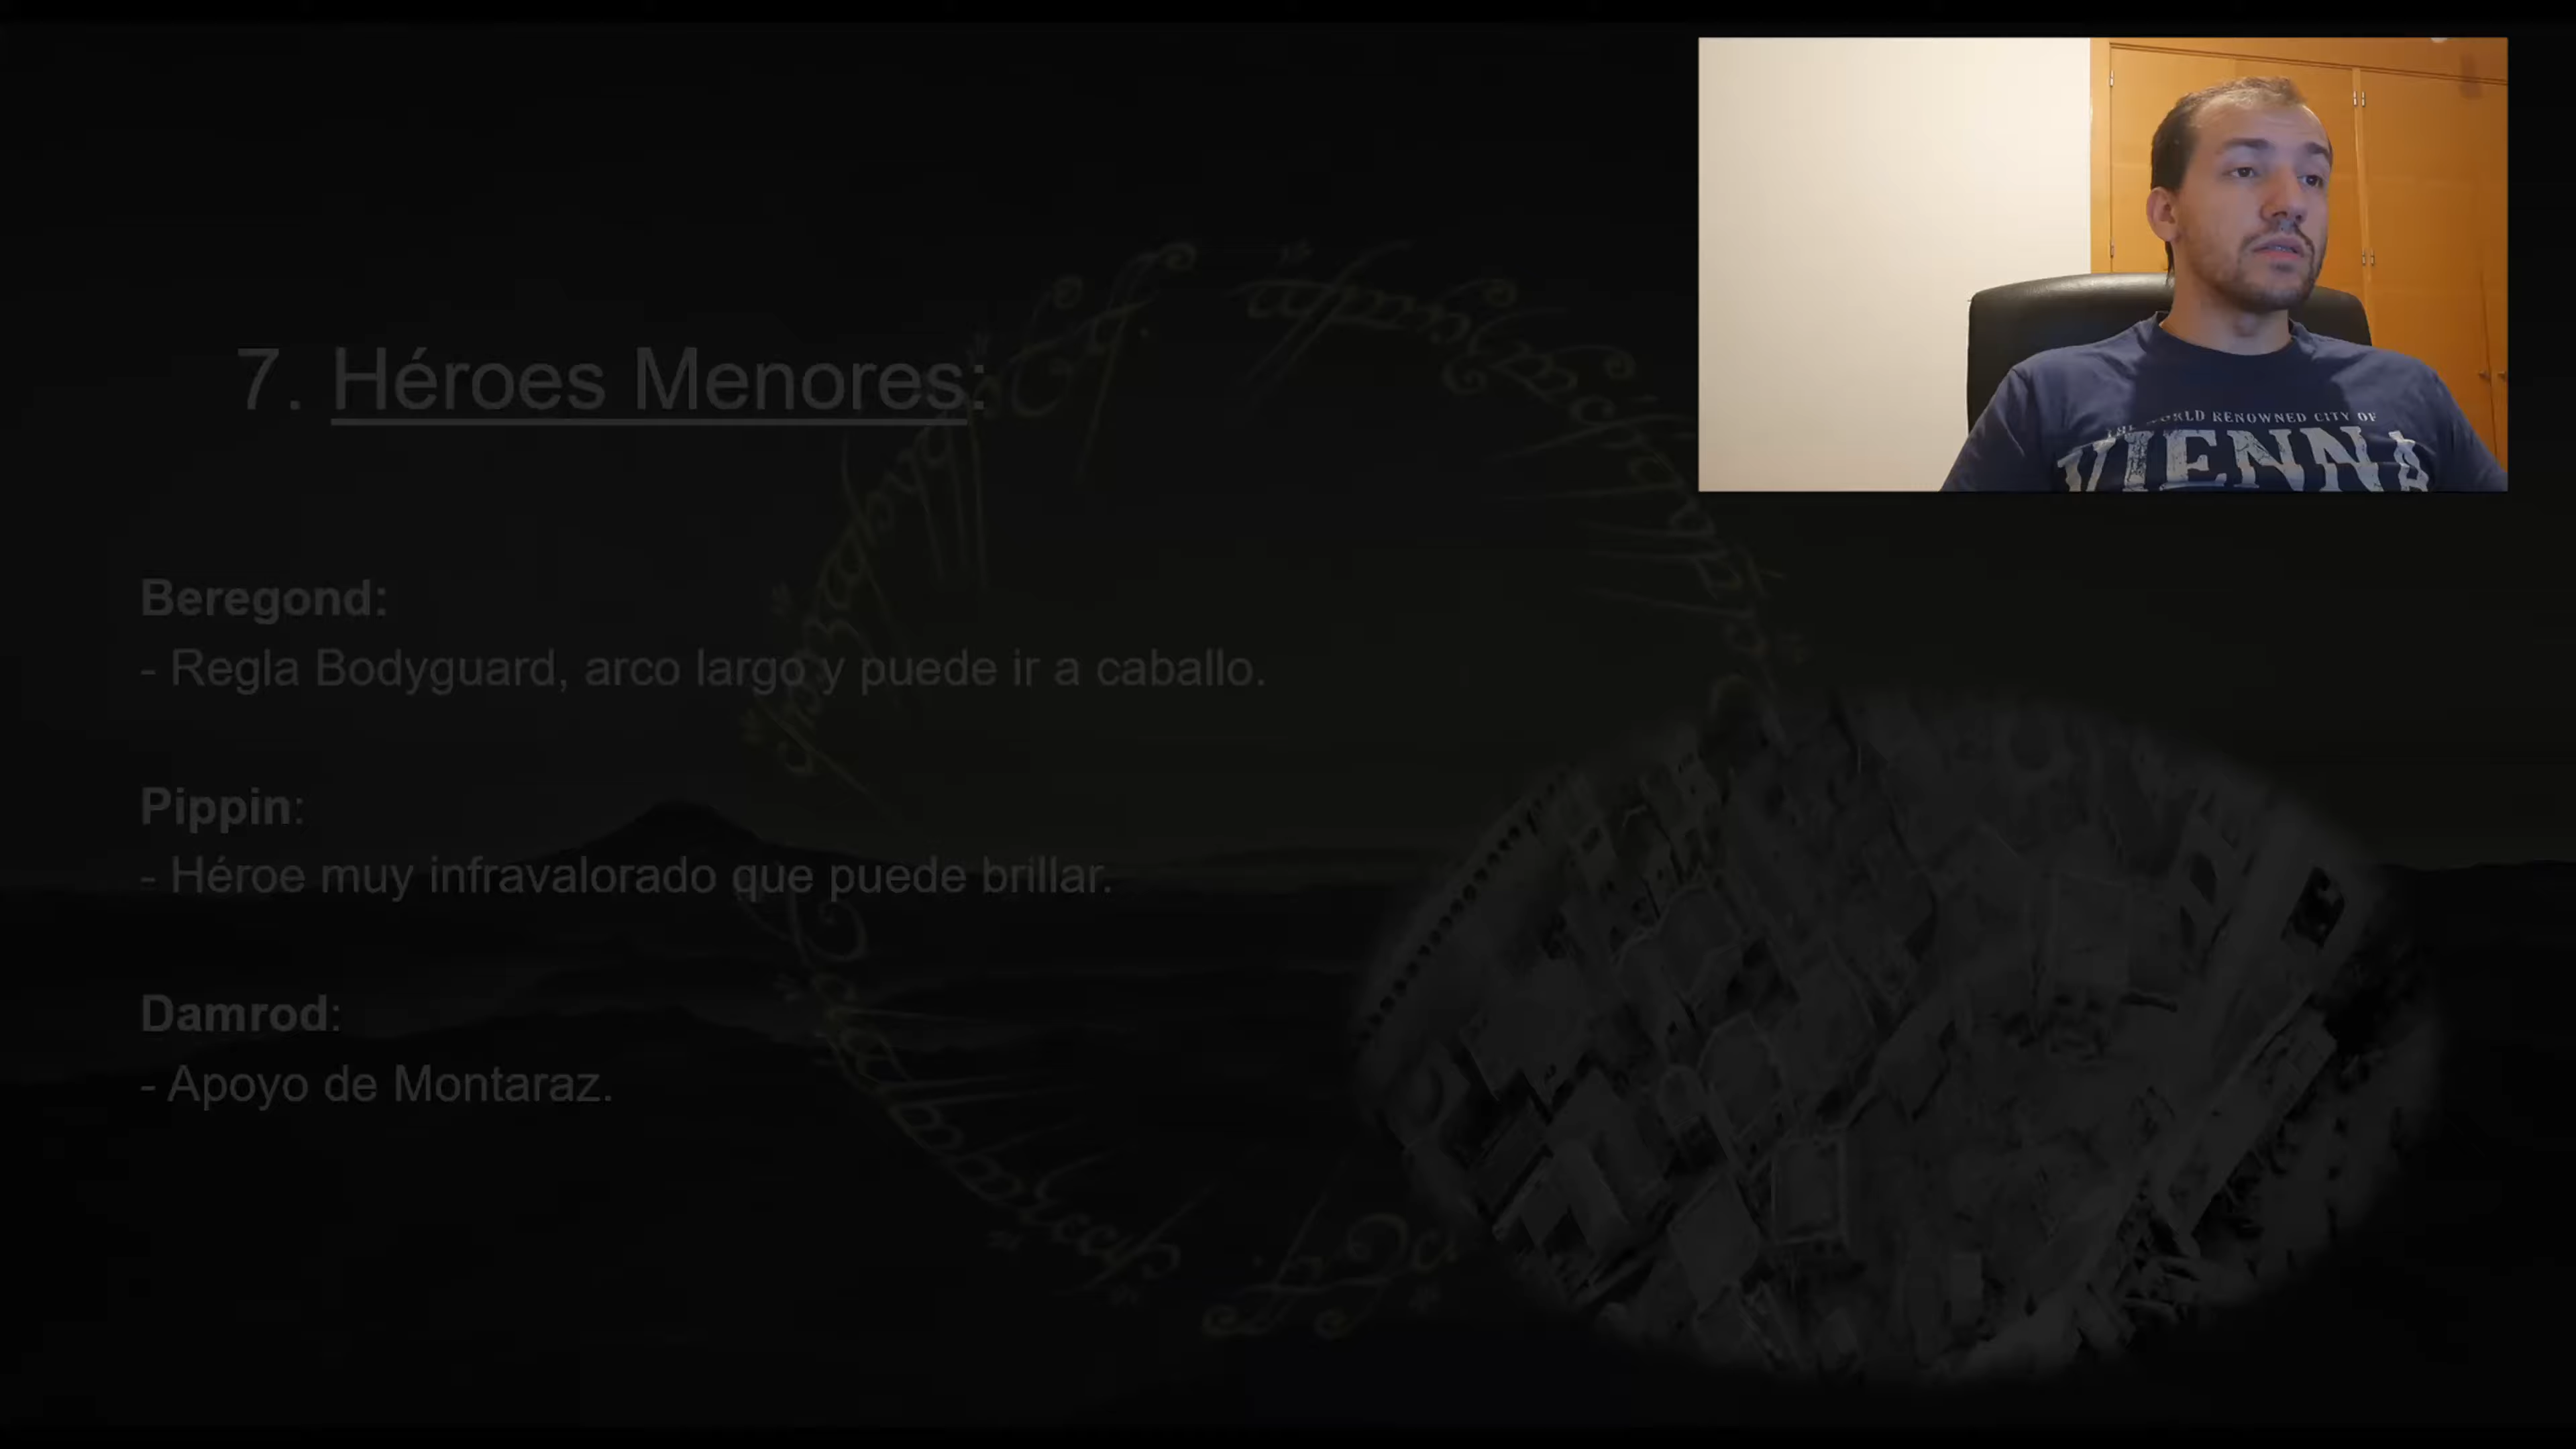 7. Héroes Menores:
THE WORLD RENOWNED CITY OF
VIENNA
Beregond:
- Regla Bodyguard, arco largo y puede ir a caballo.
Pippin:
- Héroe muy infravalorado que puede brillar.
Damrod:
- Apoyo de Montaraz.